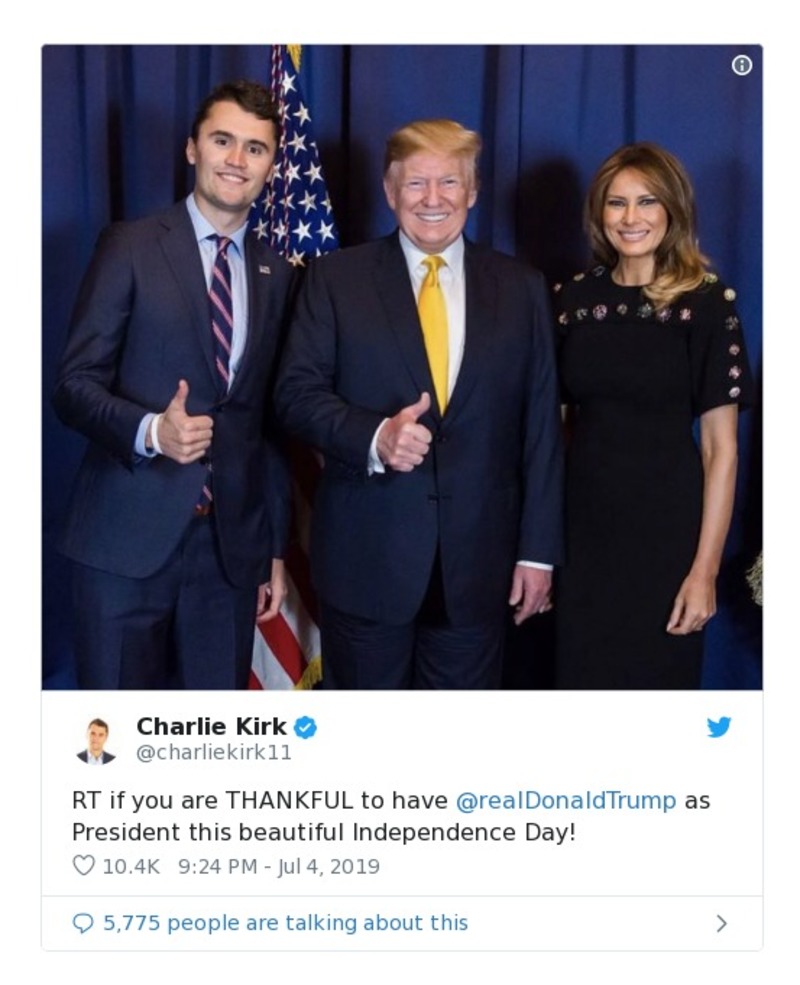 Charlie Kirk
@charliekirk11
RT if you are THANKFUL to have @realDonaldTrump as
President this beautiful Independence Day!
10.4K 9:24 PM - Jul 4, 2019
5,775 people are talking about this